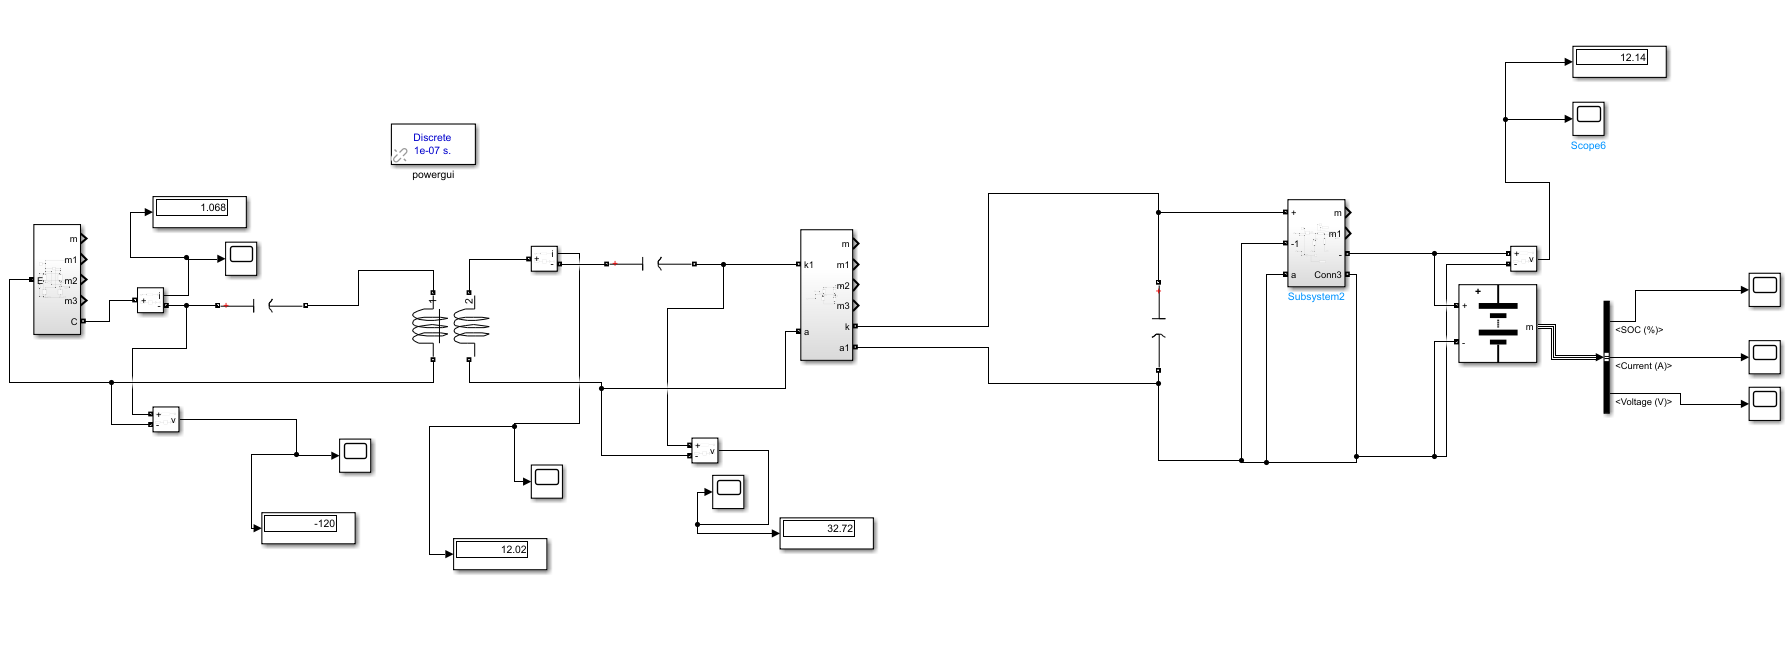 12.14
Scope6
Discrete
1e-07 s.
powergui
1.068
m
m1
m2
m3
E
C
+
i
-
+
1
2
+
i
-
+
k1
a
m
m1
m2
m3
k
a1
+
+
-1
a
m
m1
-
Conn3
Subsystem2
+
-
v
+
-
+
m
<SOC (%)>
<Current (A)>
<Voltage (V)>
+
-
v
+
-
v
-120
12.02
32.72